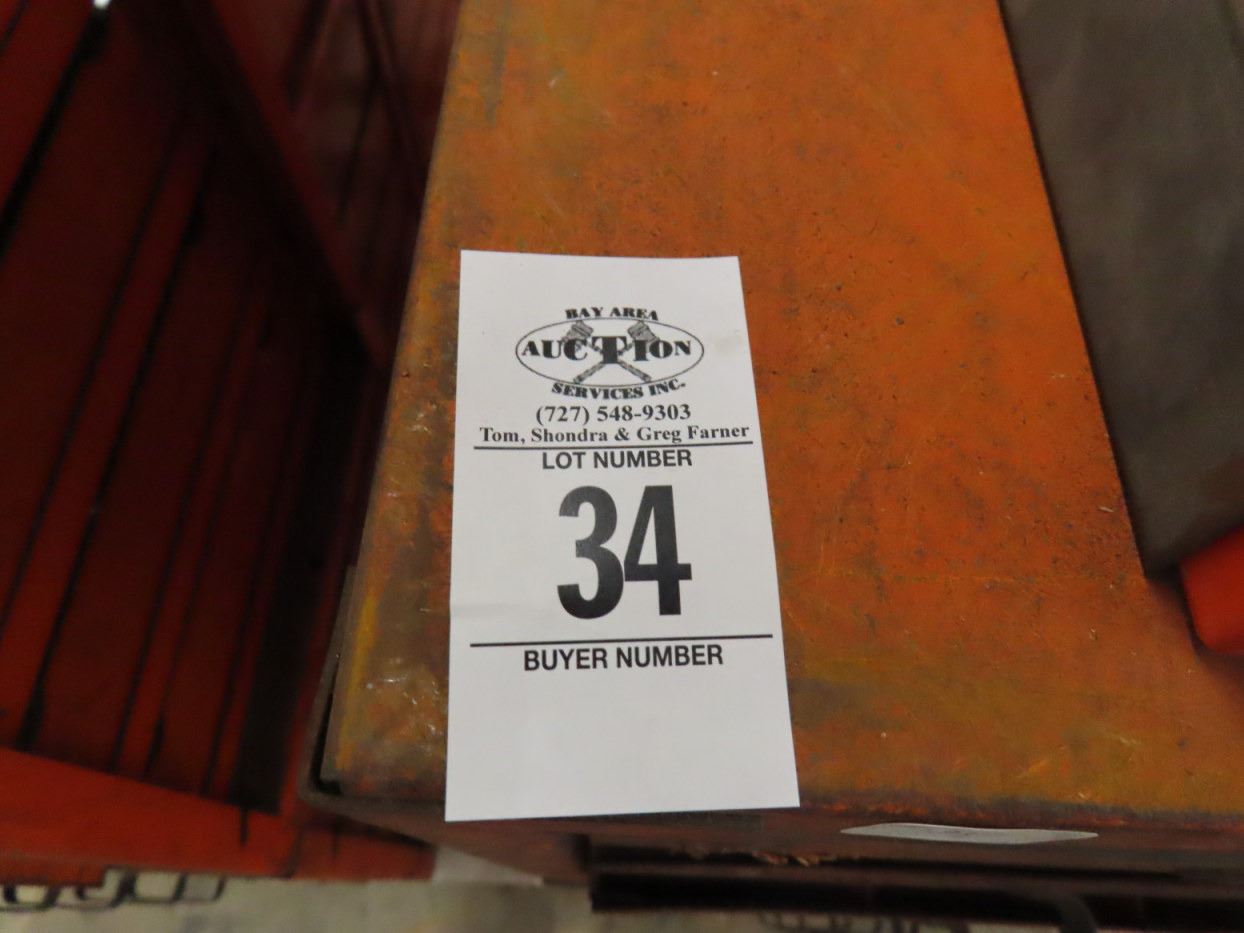 BAY AREA
AUCTION
SERVICES INC.
(727) 548-9303
Tom, Shondra & Greg Farner
LOT NUMBER
34
BUYER NUMBER